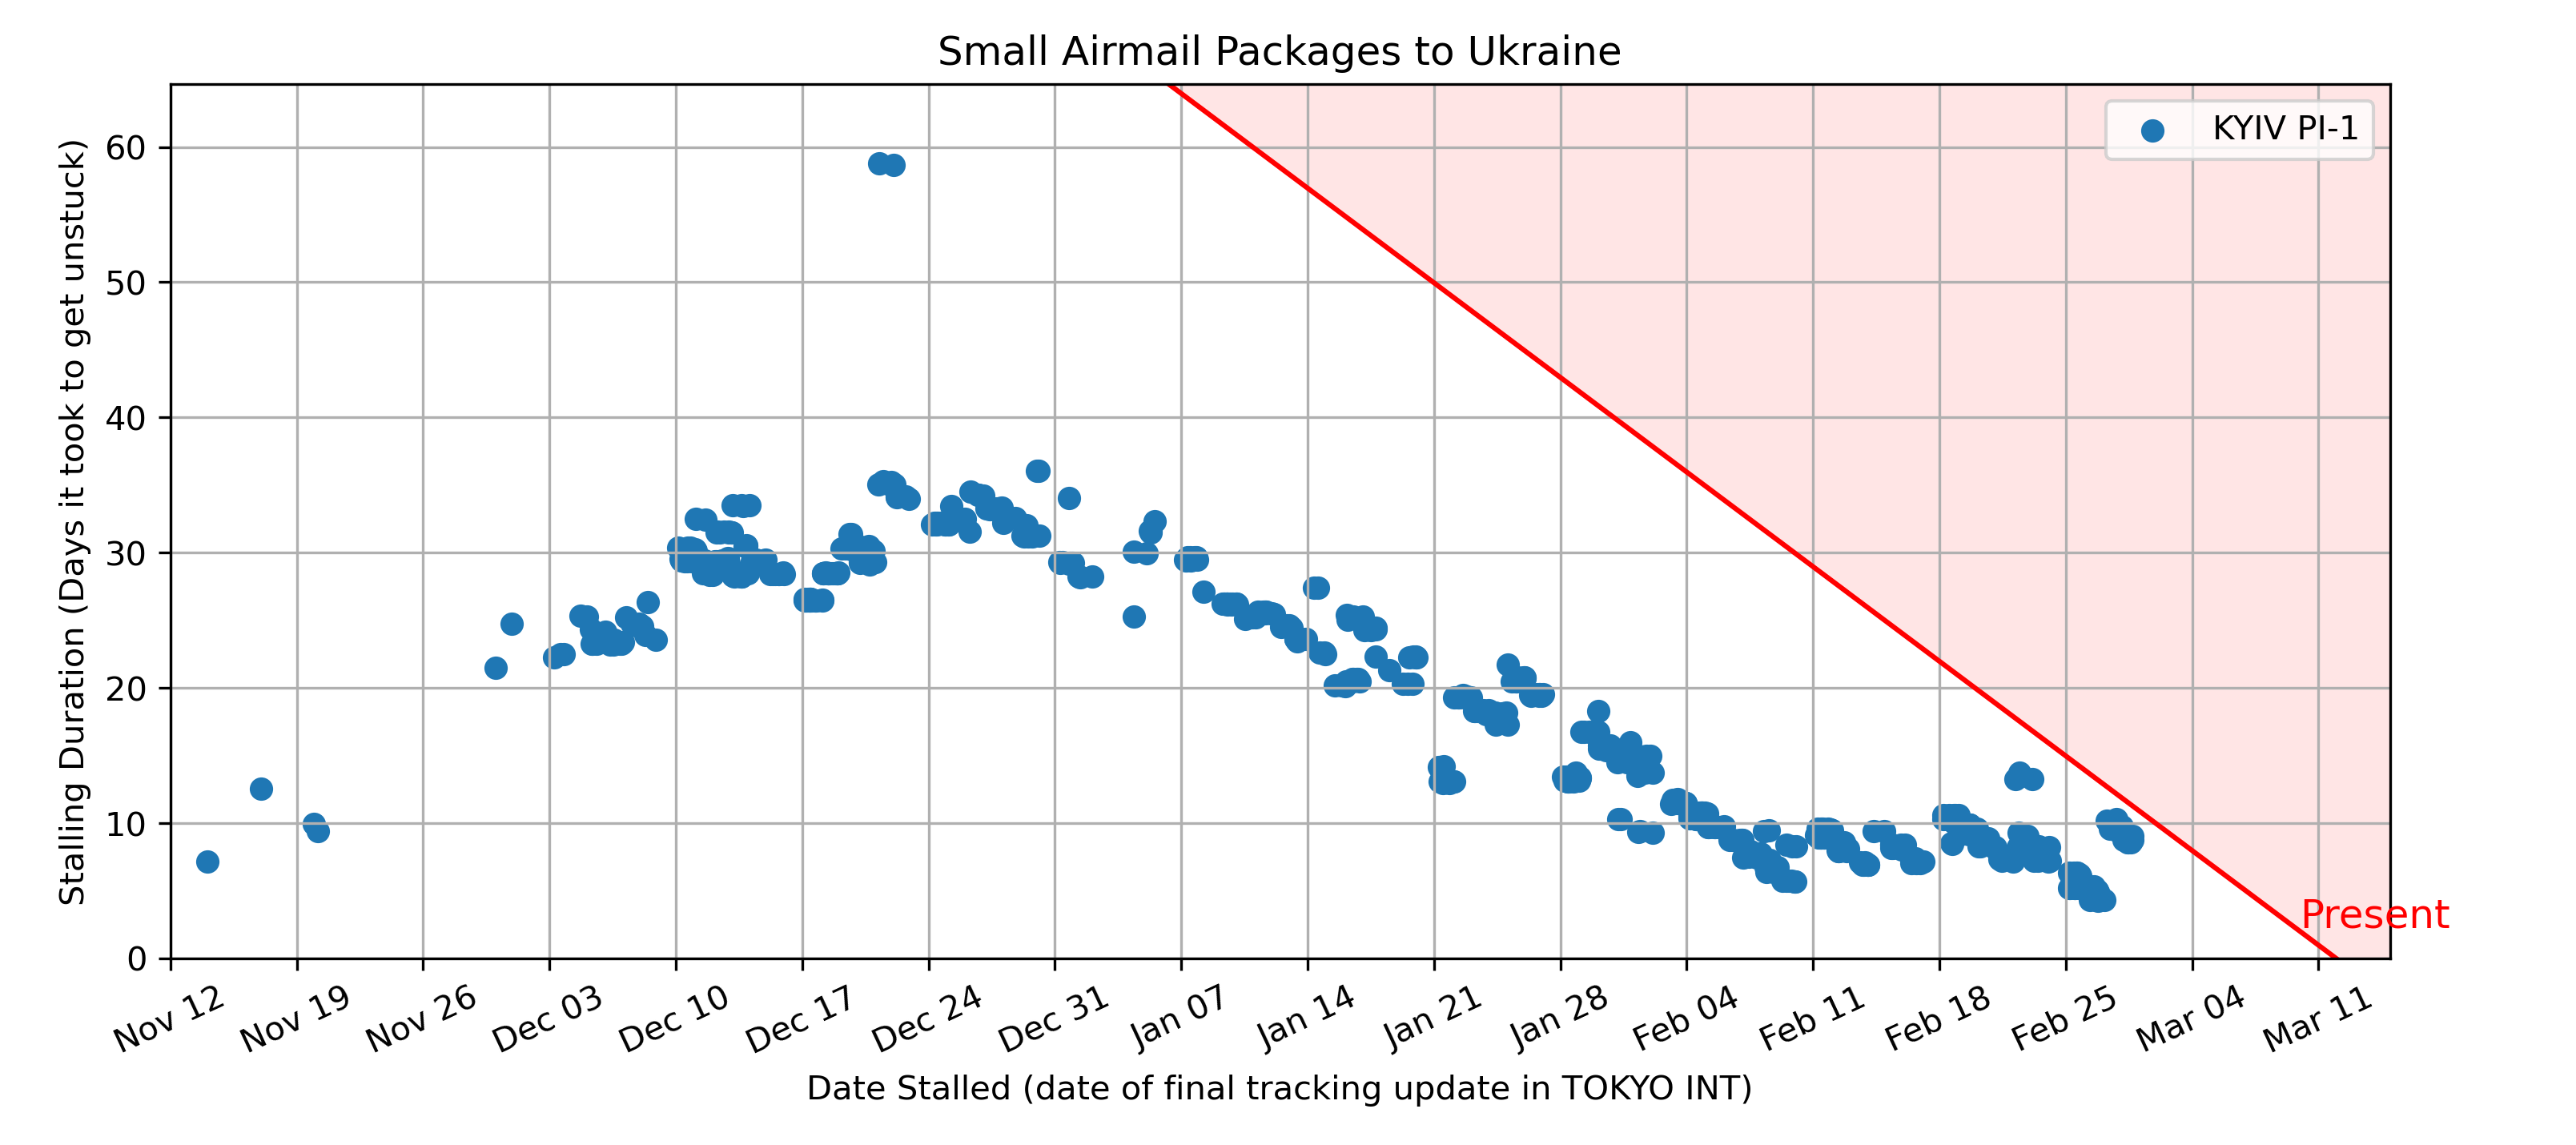 Small Airmail Packages to Ukraine
KYIV PI-1
Stalling Duration (Days it took to get unstuck)
60
50
40
30
20
10
0
Present
Nov 12
Nov 19
Nov 26
Dec 03
Dec 10
Dec 17
Dec 24
Dec 31
Jan 07
Jan 14
Jan 21
Jan 28
Feb 04
Feb 11
Feb 18
Feb 25
Mar 04
Mar 11
Date Stalled (date of final tracking update in TOKYO INT)